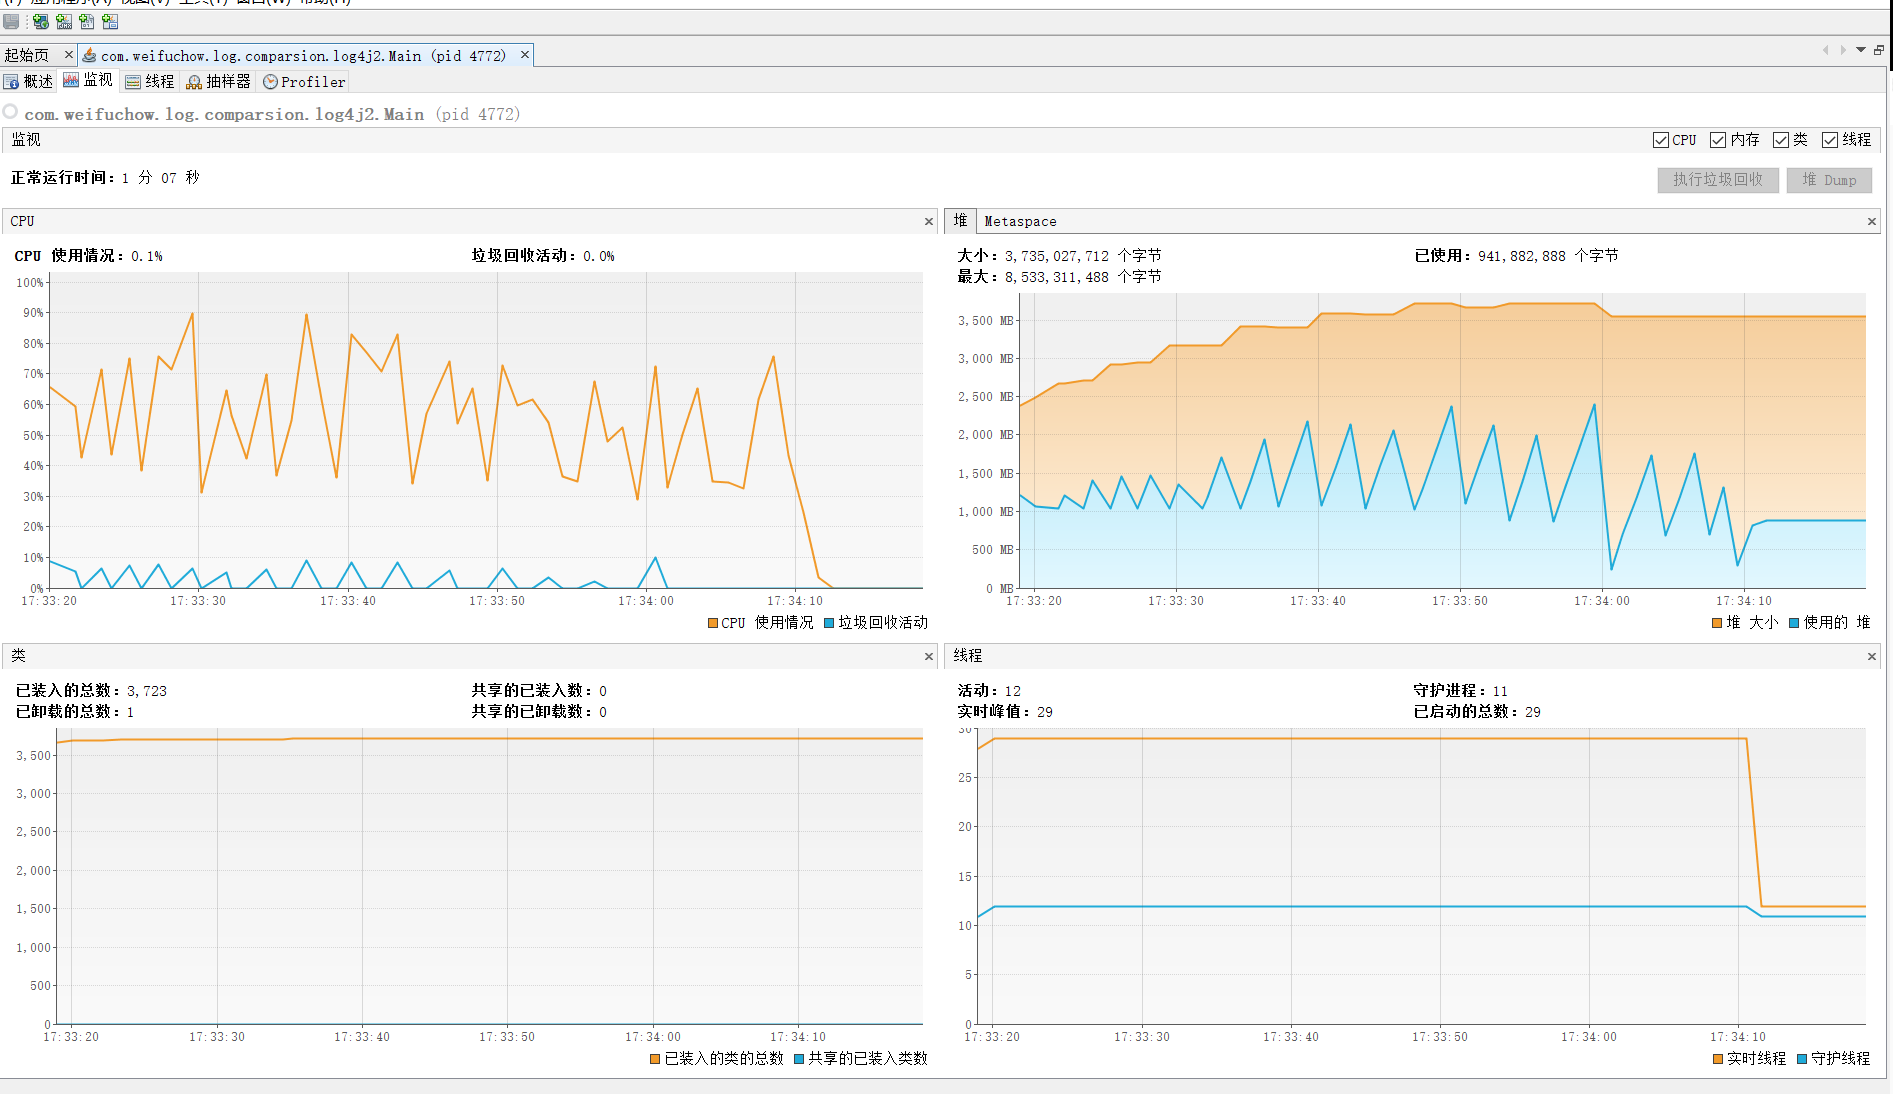 起始页
com.weifuchow.log.comparsion.log4j2.Main (pid 4772)
概述 监视 线程 抽样器 Profiler
com.weifuchow.log.comparsion.log4j2.Main (pid 4772)
监视
CPU 内存 类 线程
正常运行时间: 1 分 07 秒
执行垃圾回收 堆 Dump
CPU
CPU 使用情况: 0.1% 垃圾回收活动: 0.0%
100%
90%
80%
70%
60%
50%
40%
30%
20%
10%
0%
17:33:20 17:33:30 17:33:40 17:33:50 17:34:00 17:34:10
CPU 使用情况 垃圾回收活动
堆 Metaspace
大小: 3,735,027,712 个字节 已使用: 941,882,888 个字节
最大: 8,533,311,488 个字节
3,500 MB
3,000 MB
2,500 MB
2,000 MB
1,500 MB
1,000 MB
500 MB
0 MB
17:33:20 17:33:30 17:33:40 17:33:50 17:34:00 17:34:10
堆 大小 使用的 堆
类
已装入的总数: 3,723 共享的已装入数: 0
已卸载的总数: 1 共享的已卸载数: 0
3,500
3,000
2,500
2,000
1,500
1,000
500
0
17:33:20 17:33:30 17:33:40 17:33:50 17:34:00 17:34:10
已装入的类的总数 共享的已装入类数
线程
活动: 12 守护进程: 11
实时峰值: 29 已启动的总数: 29
30
25
20
15
10
5
0
17:33:20 17:33:30 17:33:40 17:33:50 17:34:00 17:34:10
实时线程 守护线程